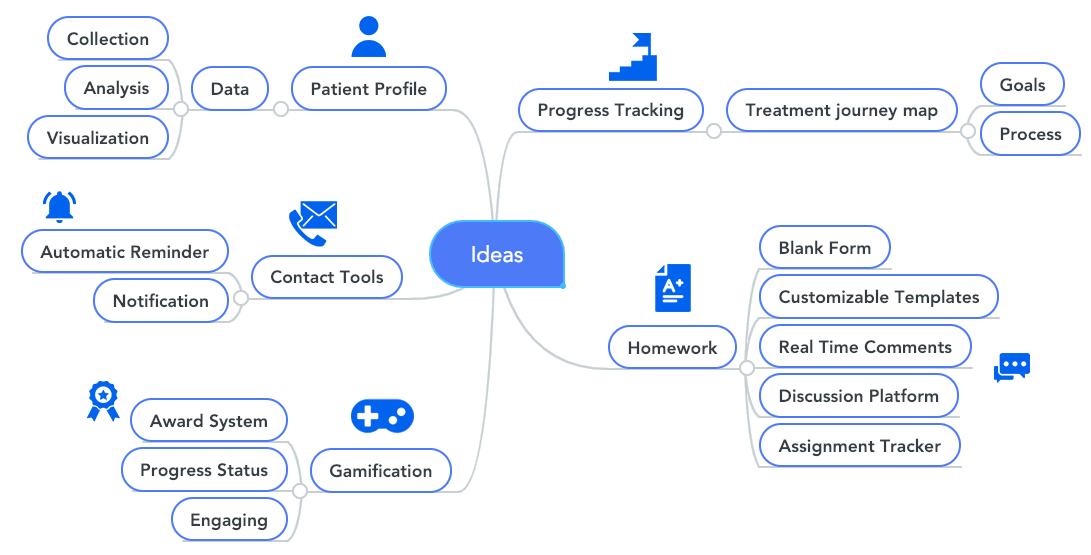 Ideas
Patient Profile
Data
Collection
Analysis
Visualization
Contact Tools
Automatic Reminder
Notification
Gamification
Award System
Progress Status
Engaging
Progress Tracking
Treatment journey map
Goals
Process
Homework
A+
Blank Form
Customizable Templates
Real Time Comments
Discussion Platform
Assignment Tracker